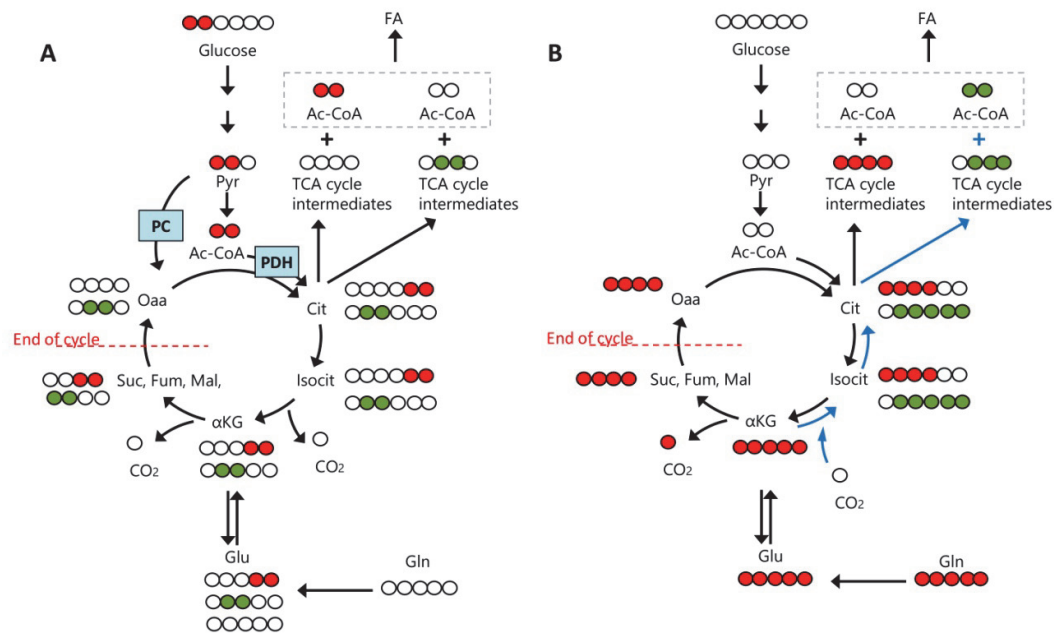 A
Glucose
FA
Ac-CoA
Ac-CoA
+
+
Pyr
TCA cycle
intermediates
TCA cycle
intermediates
PC
Ac-CoA
PDH
Oaa
Cit
End of cycle
Suc, Fum, Mal,
Isocit
αKG
CO2
CO2
Glu
Gln
B
Glucose
FA
Ac-CoA
Ac-CoA
+
+
Pyr
TCA cycle
intermediates
TCA cycle
intermediates
Ac-CoA
Oaa
Cit
End of cycle
Suc, Fum, Mal
Isocit
αKG
CO2
CO2
Glu
Gln